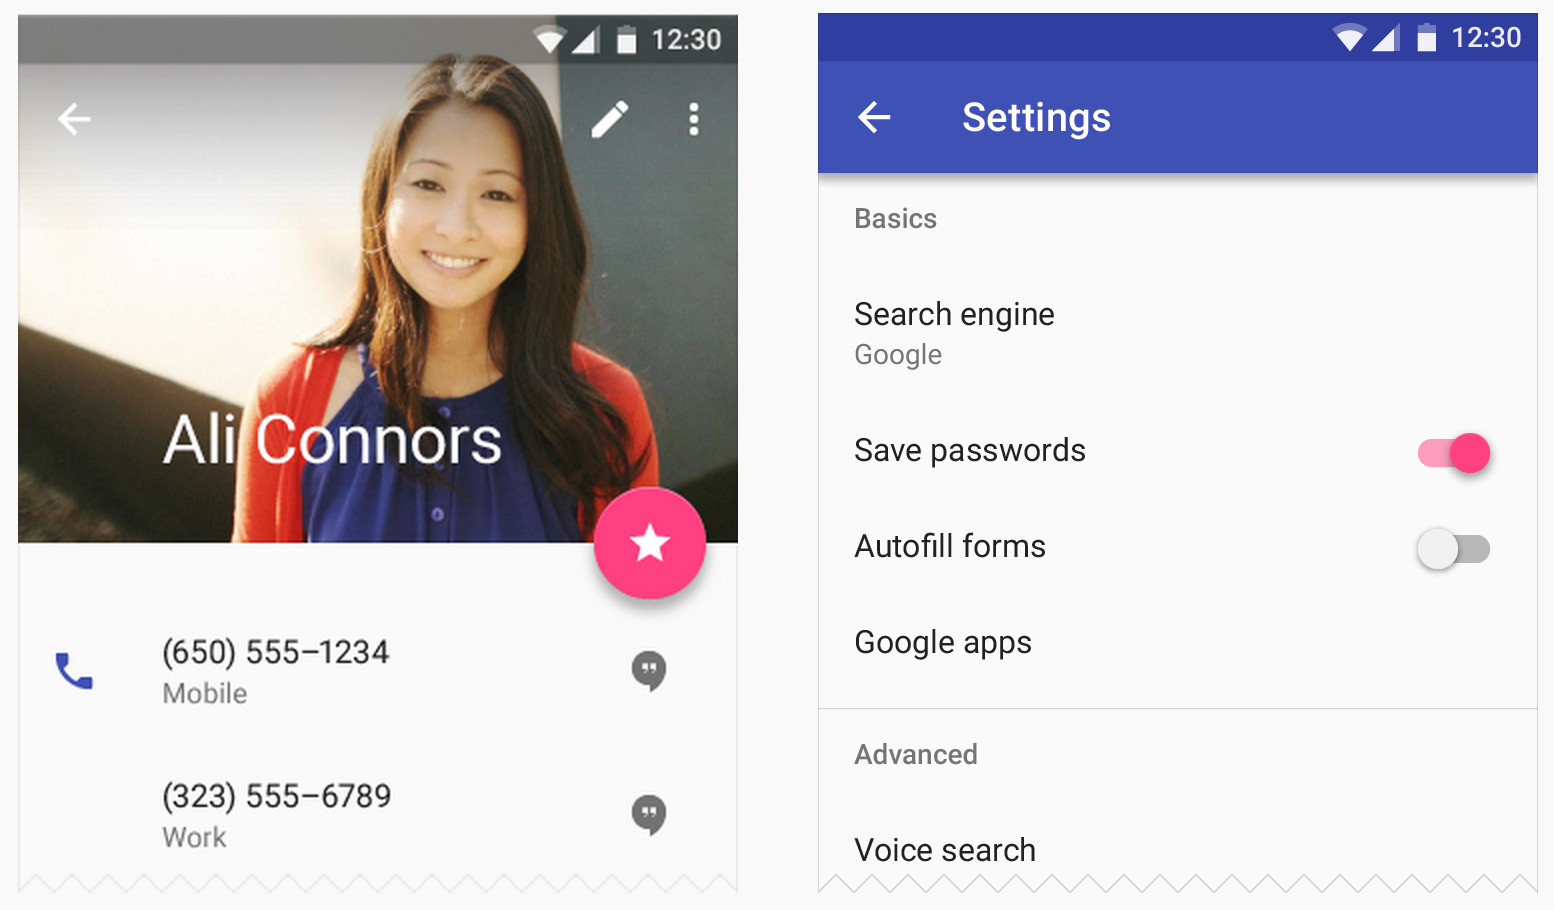 12:30
Ali Connors
(650) 555–1234
Mobile
(323) 555–6789
Work
12:30
Settings
Basics
Search engine
Google
Save passwords
Autofill forms
Google apps
Advanced
Voice search